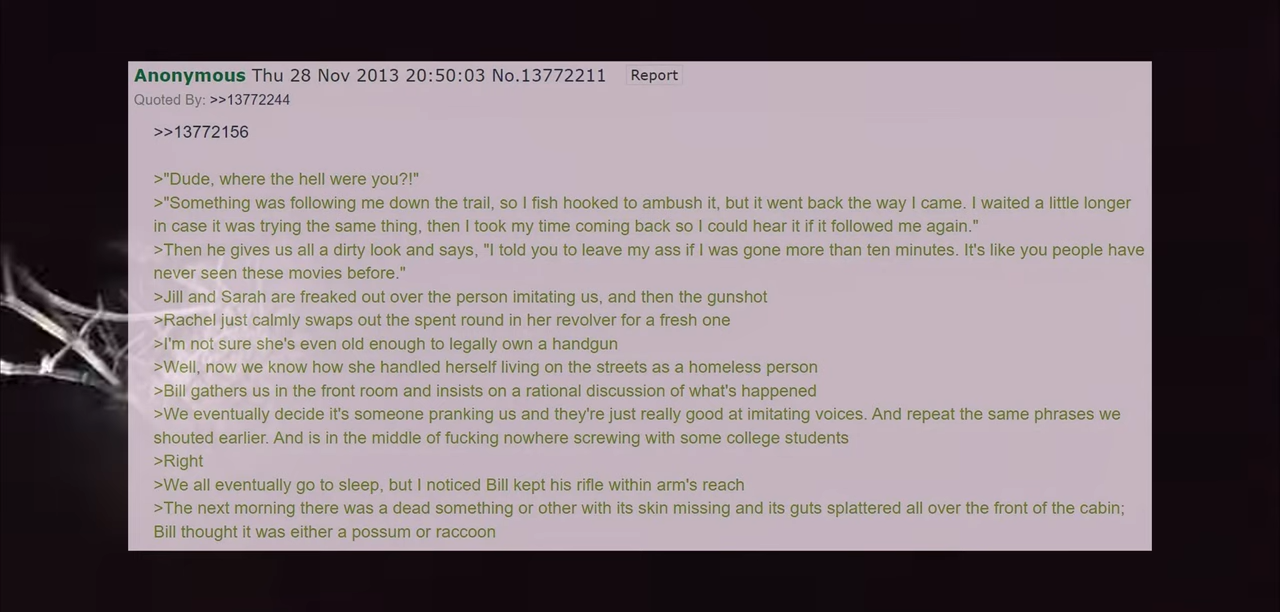 Anonymous Thu 28 Nov 2013 20:50:03 No.13772211 Report
Quoted By: >>13772244
>>13772156
>"Dude, where the hell were you?!"
>"Something was following me down the trail, so I fish hooked to ambush it, but it went back the way I came. I waited a little longer
in case it was trying the same thing, then I took my time coming back so I could hear it if it followed me again."
>Then he gives us all a dirty look and says, "I told you to leave my ass if I was gone more than ten minutes. It's like you people have
never seen these movies before."
>Jill and Sarah are freaked out over the person imitating us, and then the gunshot
>Rachel just calmly swaps out the spent round in her revolver for a fresh one
>I'm not sure she's even old enough to legally own a handgun
>Well, now we know how she handled herself living on the streets as a homeless person
>Bill gathers us in the front room and insists on a rational discussion of what's happened
>We eventually decide it's someone pranking us and they're just really good at imitating voices. And repeat the same phrases we
shouted earlier. And is in the middle of fucking nowhere screwing with some college students
>Right
>We all eventually go to sleep, but I noticed Bill kept his rifle within arm's reach
>The next morning there was a dead something or other with its skin missing and its guts splattered all over the front of the cabin;
Bill thought it was either a possum or raccoon